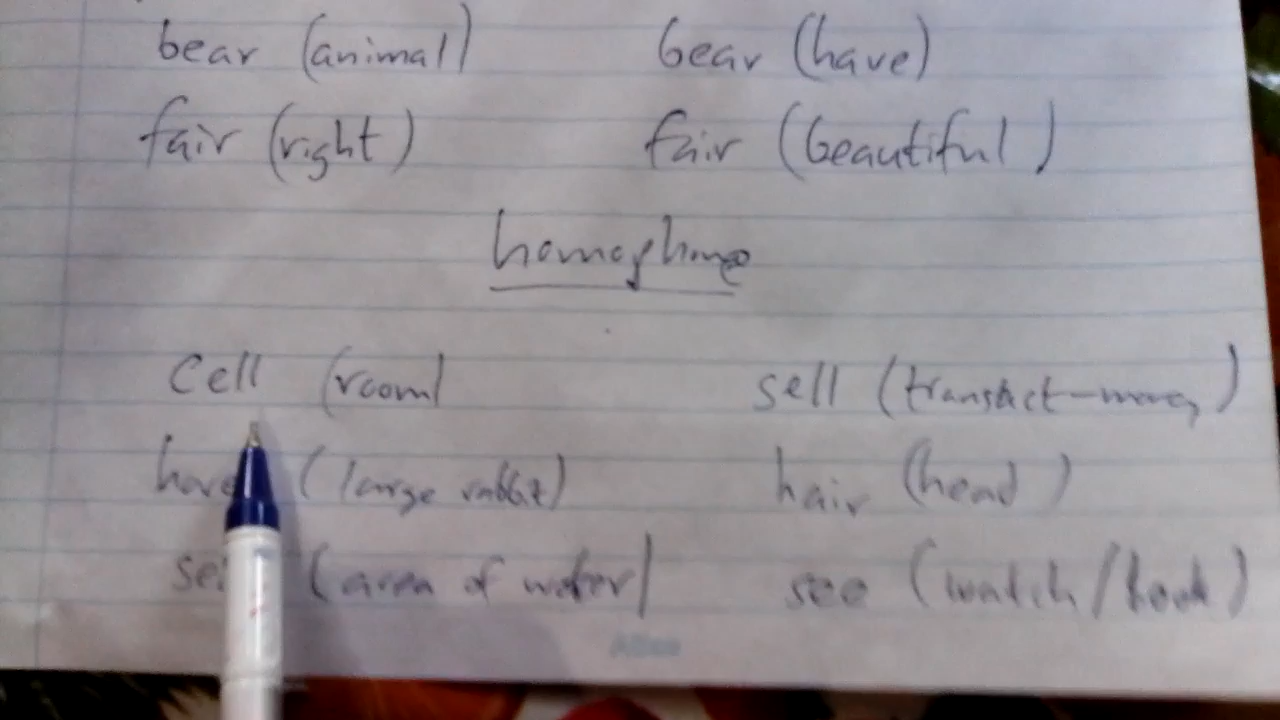 bear (animal) bear (have)
fair (right) fair (beautiful)
homophone
Cell (room) sell (transact-money)
hare (large rabbit) hair (head)
(area of water) see (watch/look)